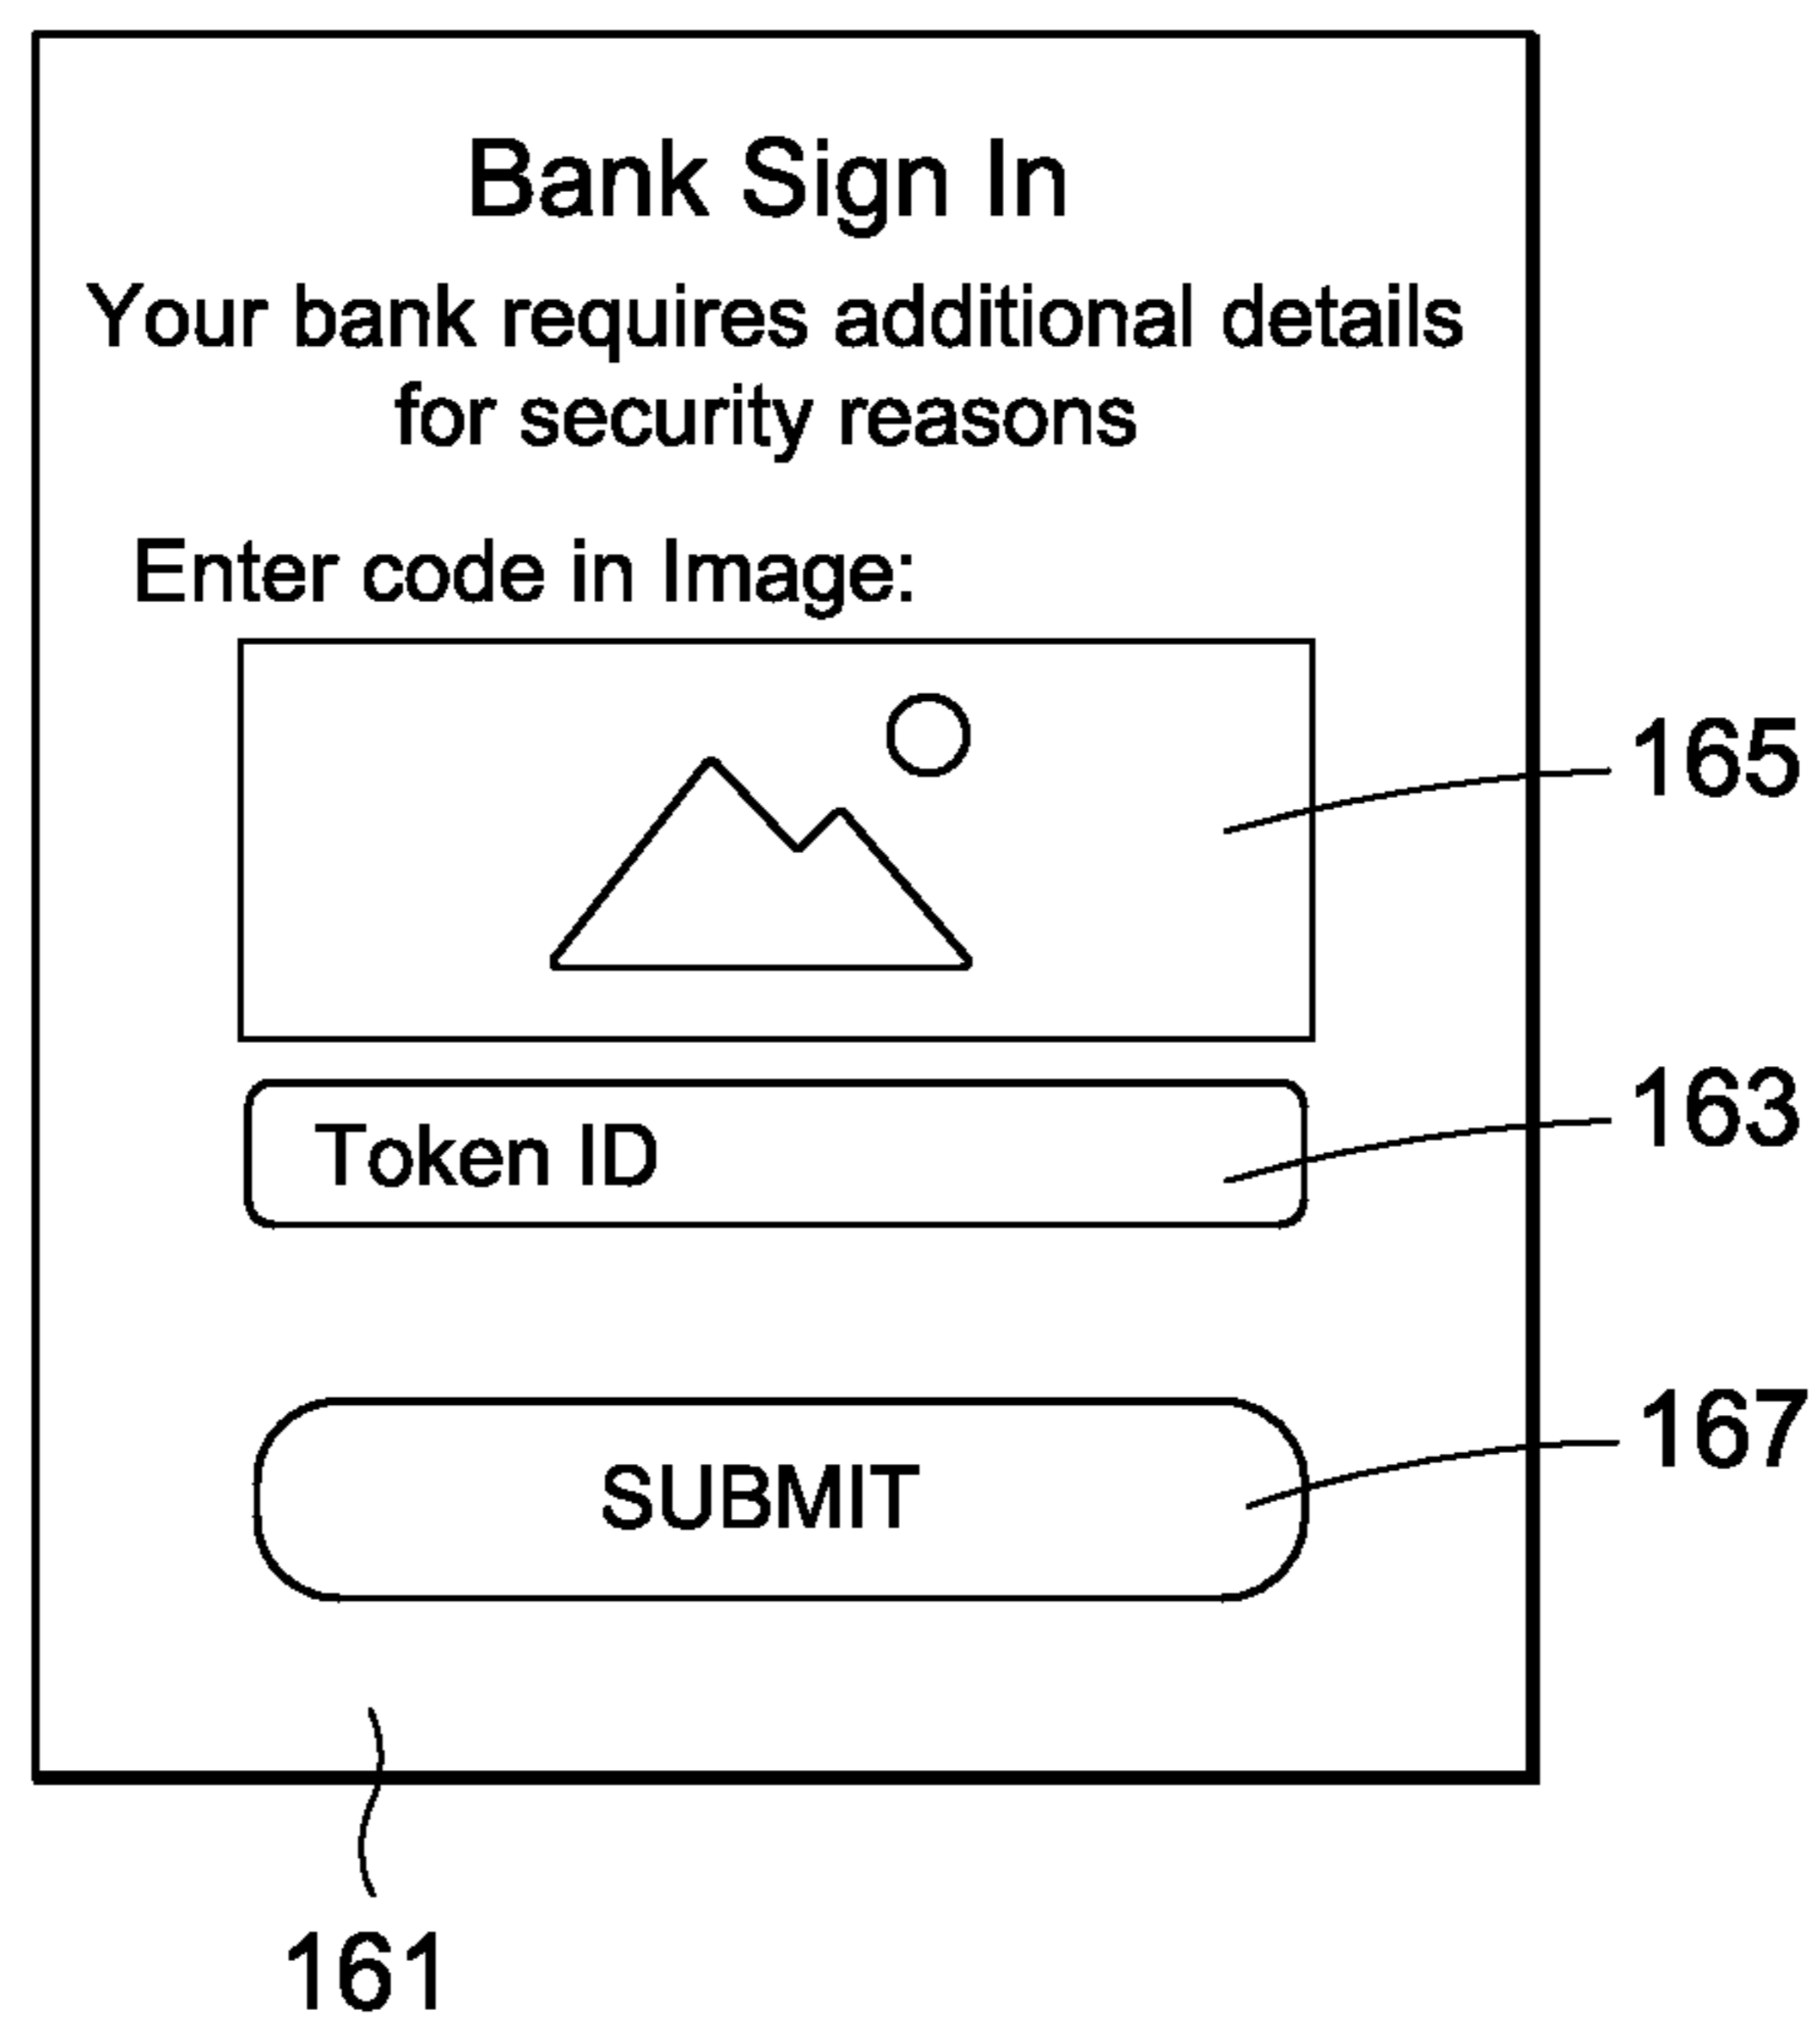 Bank Sign In
Your bank requires additional details
for security reasons
Enter code in Image:
165
Token ID
163
SUBMIT
167
161